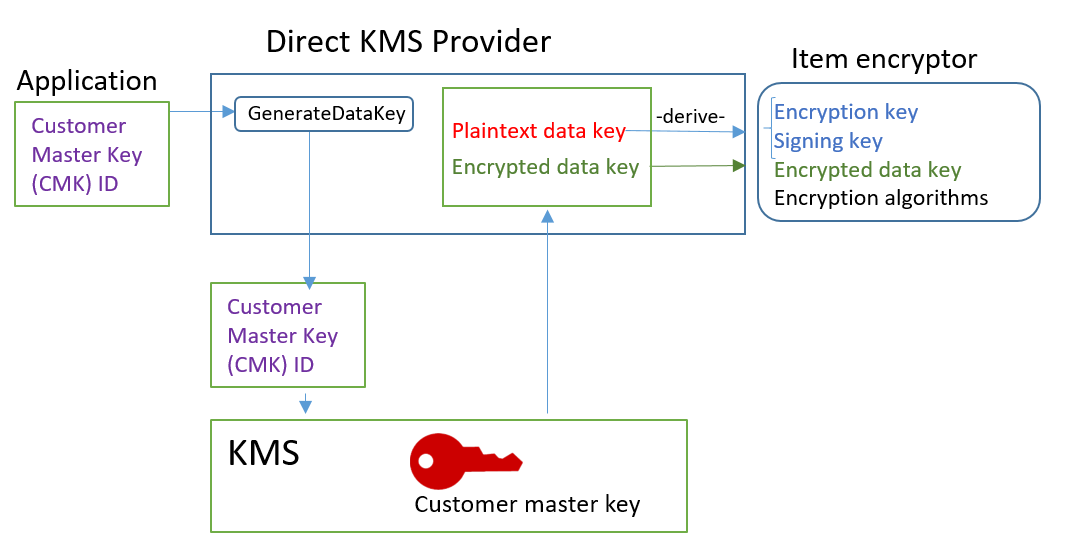 Direct KMS Provider
Application
Customer
Master Key
(CMK) ID
GenerateDataKey
Plaintext data key
Encrypted data key
-derive-
Item encryptor
Encryption key
Signing key
Encrypted data key
Encryption algorithms
Customer
Master Key
(CMK) ID
KMS
Customer master key